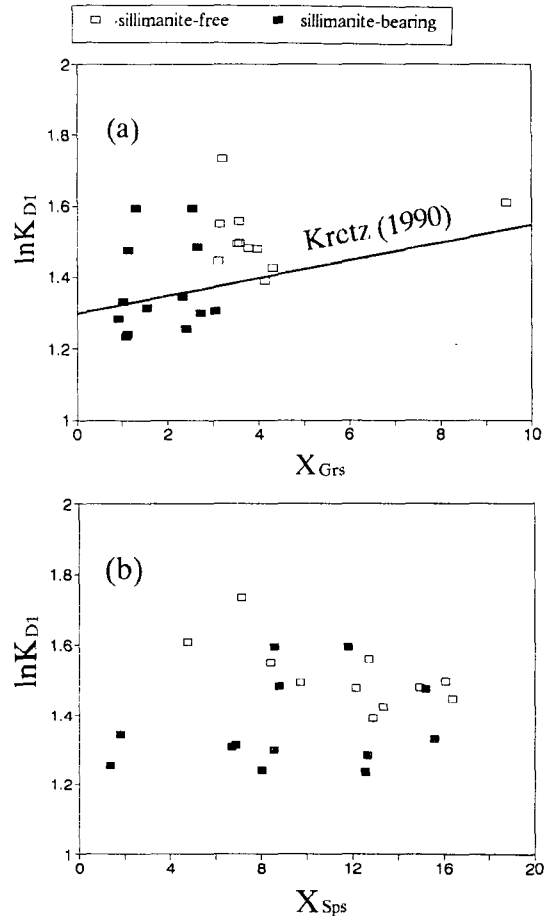 sillimanite-free sillimanite-bearing
2
(a)
1.8
1.6
Kretz (1990)
lnK_D1
1.4
1.2
1
0 2 4 6 8 10
X_Grs
2
(b)
1.8
1.6
lnK_D1
1.4
1.2
1
0 4 8 12 16 20
X_Sps